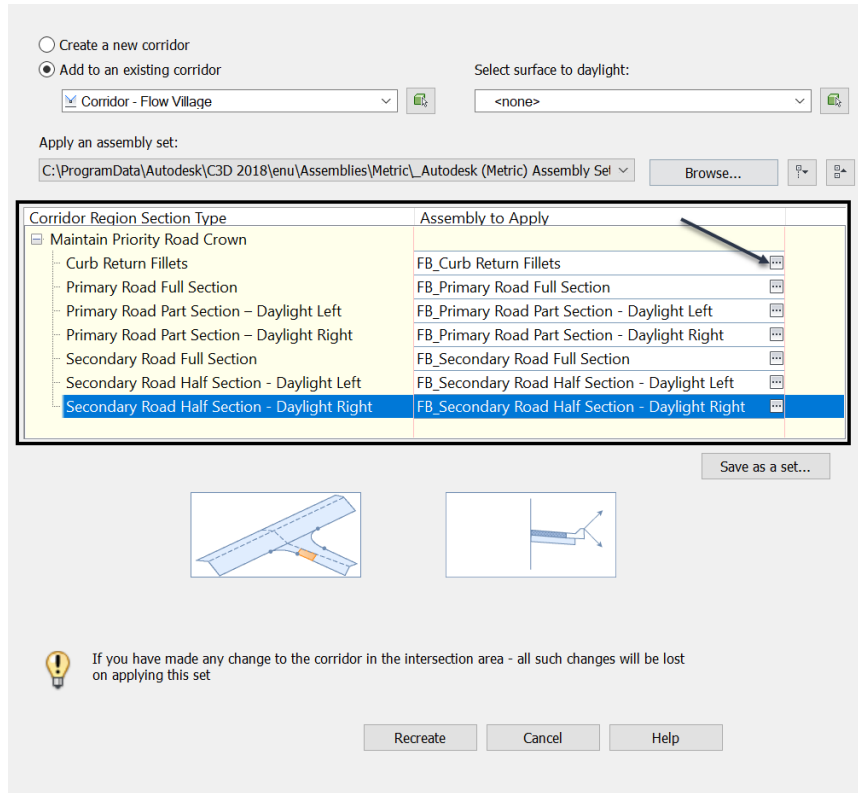 Create a new corridor
Add to an existing corridor
Select surface to daylight:
Corridor - Flow Village
<none>
Apply an assembly set:
C:\ProgramData\Autodesk\C3D 2018\enu\Assemblies\Metric\_Autodesk (Metric) Assembly Set
Browse...
Corridor Region Section Type
Assembly to Apply
Maintain Priority Road Crown
Curb Return Fillets
FB_Curb Return Fillets
Primary Road Full Section
FB_Primary Road Full Section
Primary Road Part Section – Daylight Left
FB_Primary Road Part Section - Daylight Left
Primary Road Part Section – Daylight Right
FB_Primary Road Part Section - Daylight Right
Secondary Road Full Section
FB_Secondary Road Full Section
Secondary Road Half Section - Daylight Left
FB_Secondary Road Half Section - Daylight Left
Secondary Road Half Section - Daylight Right
FB_Secondary Road Half Section - Daylight Right
Save as a set...
If you have made any change to the corridor in the intersection area - all such changes will be lost
on applying this set
Recreate
Cancel
Help